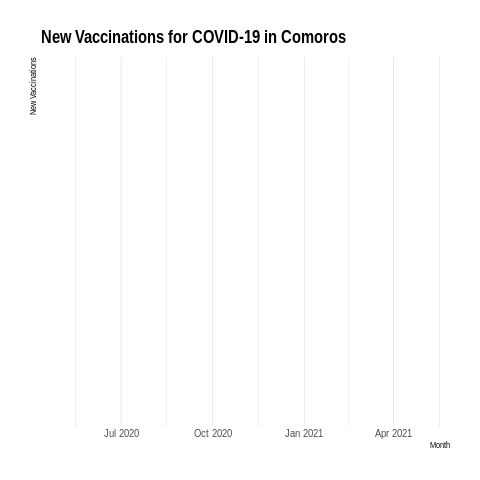 New Vaccinations for COVID-19 in Comoros
New Vaccinations
Jul 2020
Oct 2020
Jan 2021
Apr 2021
Month